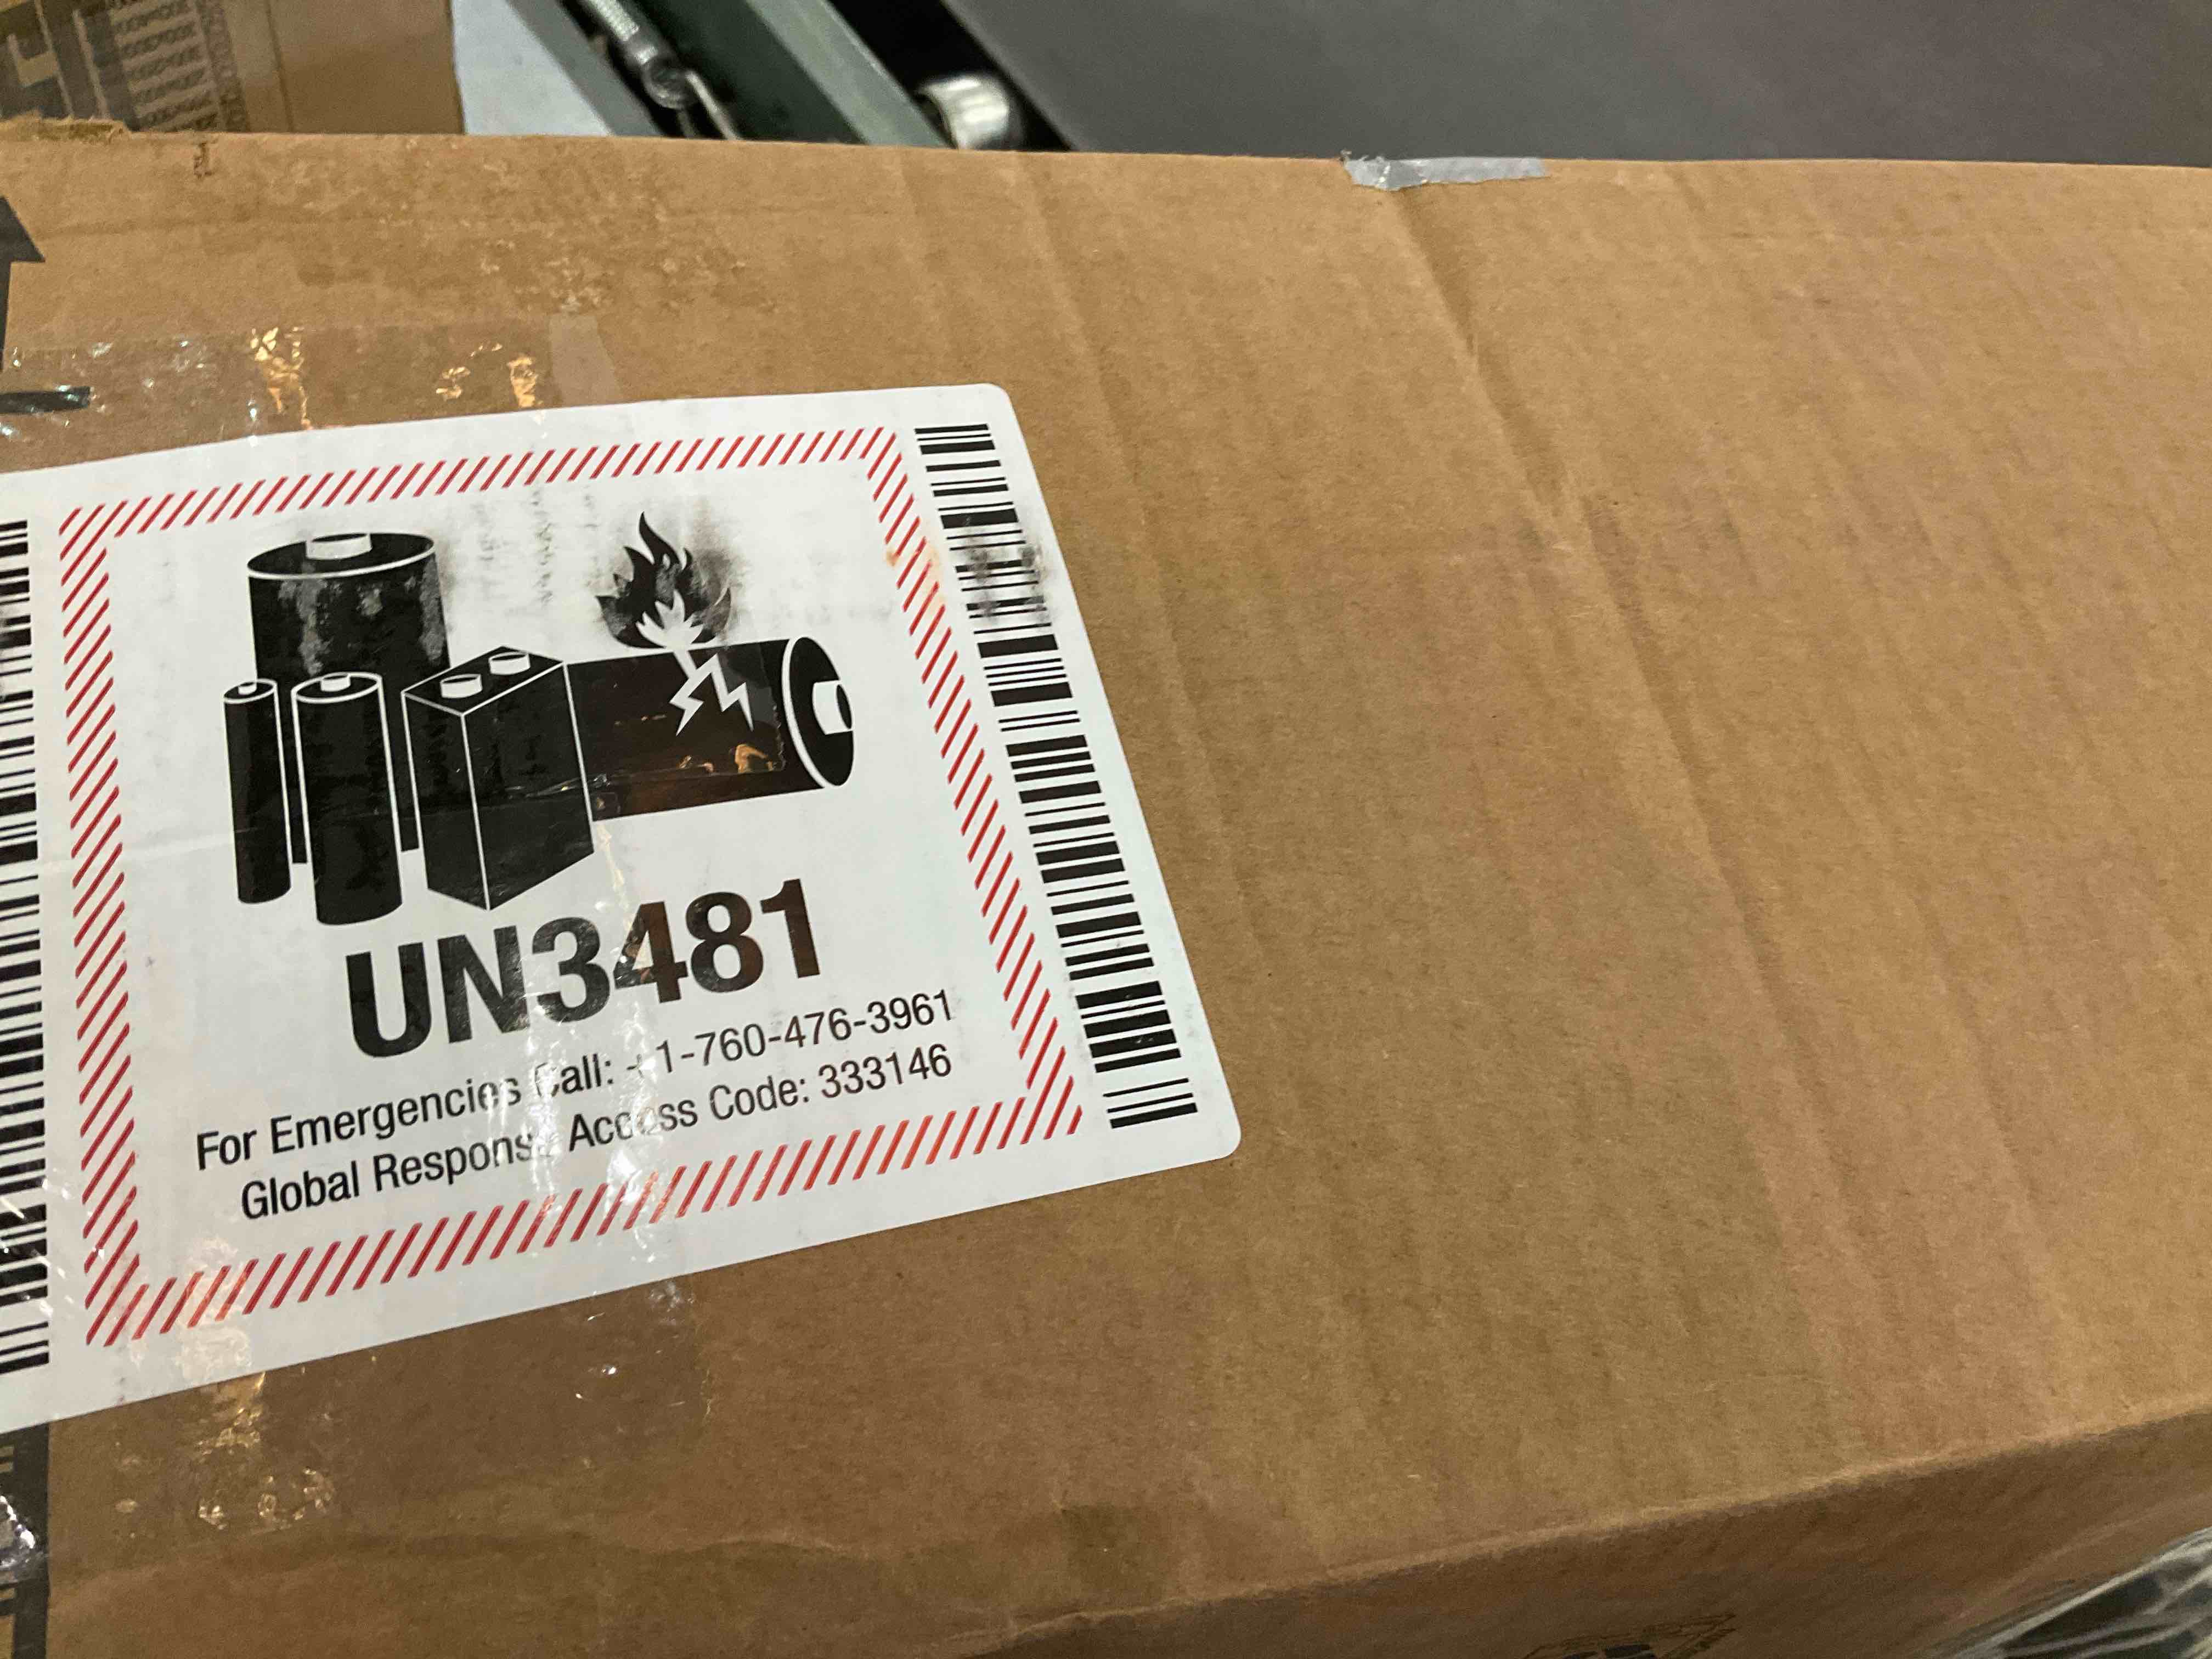 UN3481
For Emergencies Call: +1-760-476-3961
Global Response Access Code: 333146